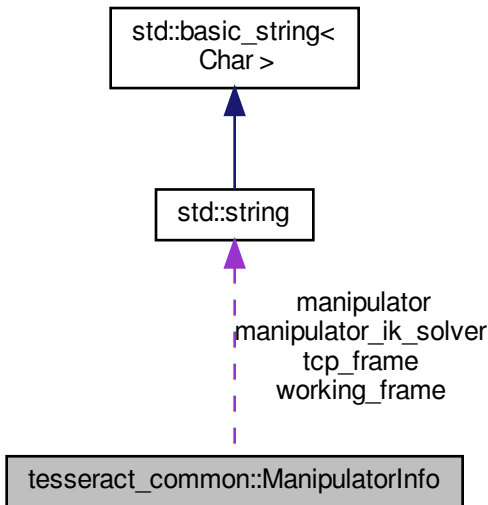 std::basic_string<
Char >
std::string
manipulator
manipulator_ik_solver
tcp_frame
working_frame
tesseract_common::ManipulatorInfo